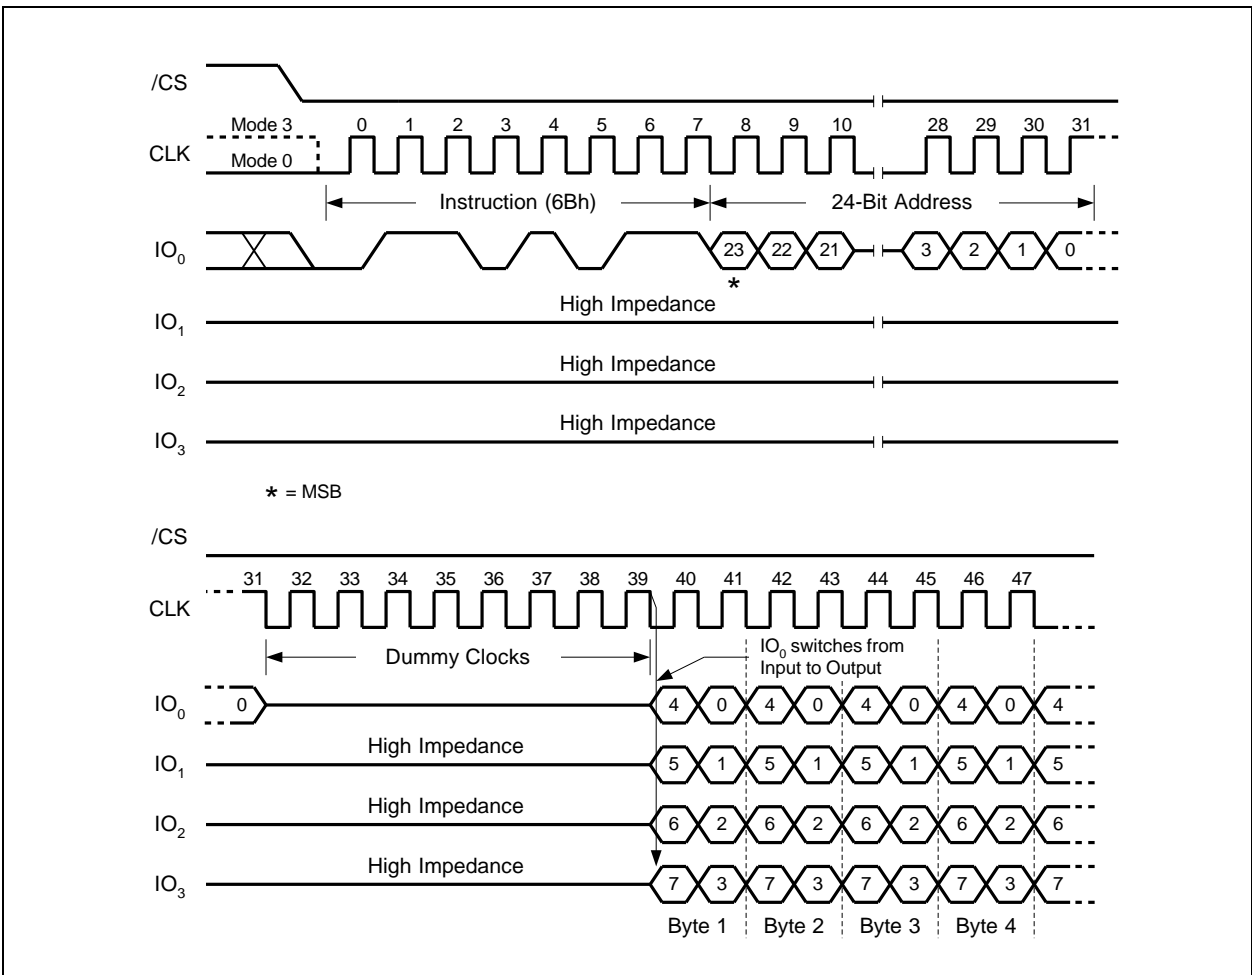 /CS
Mode 3
0 1 2 3 4 5 6 7 8 9 10 28 29 30 31
CLK
Mode 0
Instruction (6Bh) 24-Bit Address
IO0 23 22 21 3 2 1 0
*
High Impedance
IO1
High Impedance
IO2
High Impedance
IO3
* = MSB
/CS
31 32 33 34 35 36 37 38 39 40 41 42 43 44 45 46 47
CLK
Dummy Clocks
IO0 switches from
Input to Output
IO0 0 4 0 4 0 4 0 4 0 4
High Impedance
IO1 5 1 5 1 5 1 5 1 5
High Impedance
IO2 6 2 6 2 6 2 6 2 6
High Impedance
IO3 7 3 7 3 7 3 7 3 7
Byte 1 Byte 2 Byte 3 Byte 4